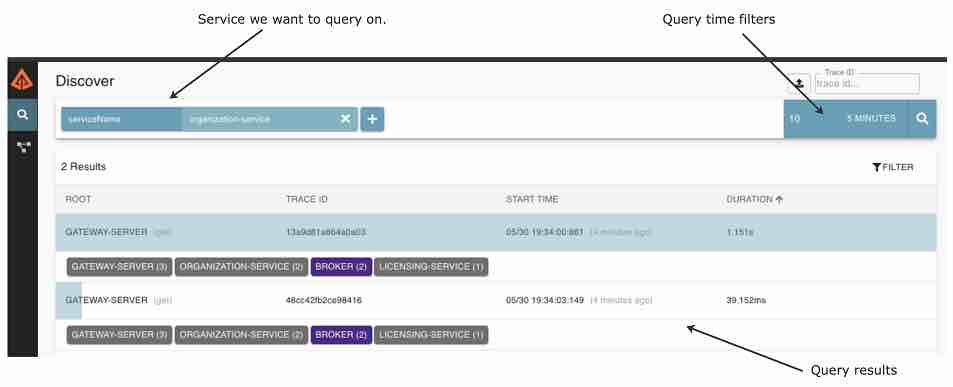 Service we want to query on.
Query time filters
Discover
Trace ID
trace id...
serviceName organization-service
10 5 MINUTES
2 Results
FILTER
ROOT TRACE ID START TIME DURATION
GATEWAY-SERVER (get) 13a9d81a864a0a03 05/30 19:34:00:861 (4 minutes ago) 1.151s
GATEWAY-SERVER (3) ORGANIZATION-SERVICE (2) BROKER (2) LICENSING-SERVICE (1)
GATEWAY-SERVER (get) 48cc42fb2ce98416 05/30 19:34:03:149 (4 minutes ago) 39.152ms
GATEWAY-SERVER (3) ORGANIZATION-SERVICE (2) BROKER (2) LICENSING-SERVICE (1)
Query results